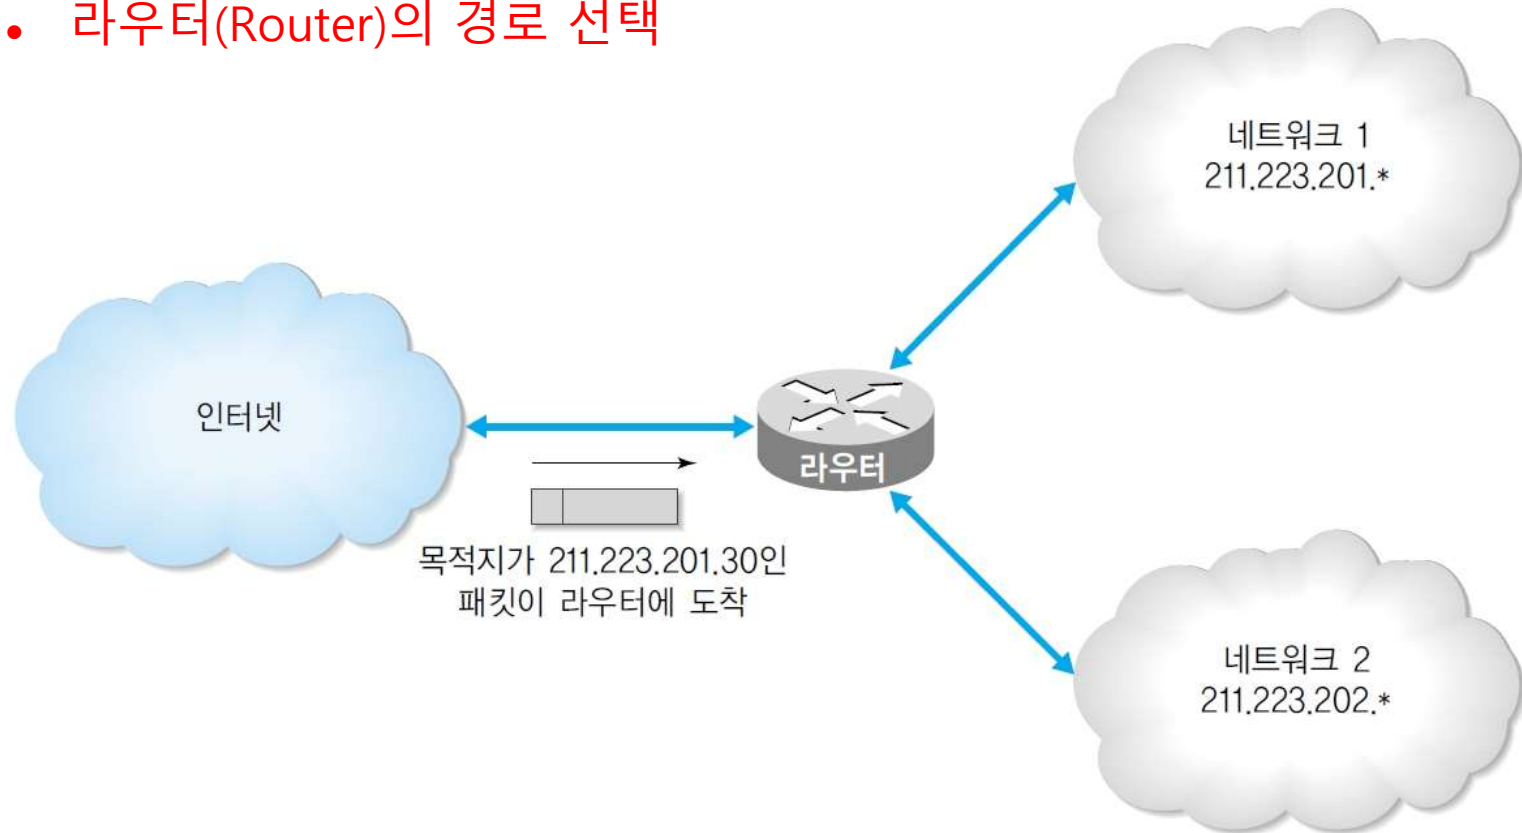 • 라우터(Router)의 경로 선택
네트워크 1
211.223.201.*
인터넷
라우터
목적지가 211.223.201.30인
패킷이 라우터에 도착
네트워크 2
211.223.202.*